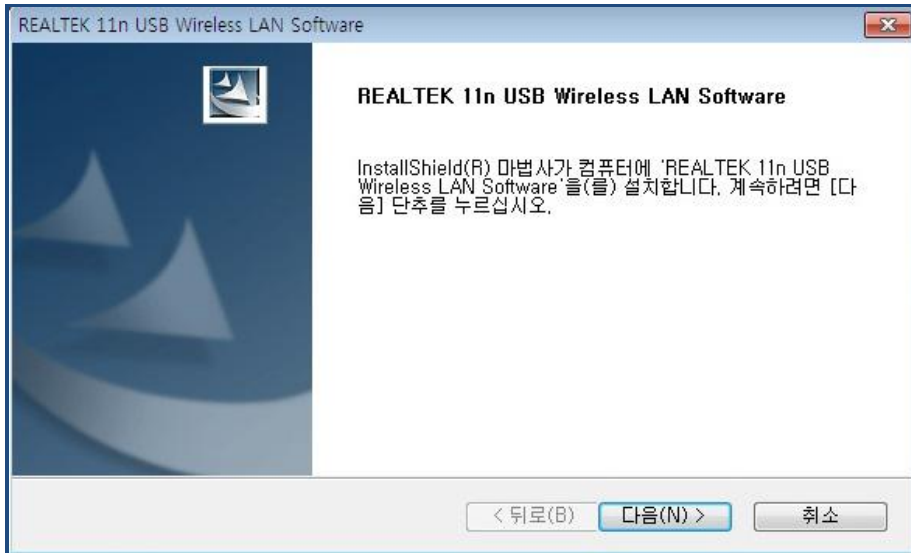 REALTEK 11n USB Wireless LAN Software
REALTEK 11n USB Wireless LAN Software
InstallShield(R) 마법사가 컴퓨터에 'REALTEK 11n USB
Wireless LAN Software'을(를) 설치합니다. 계속하려면 [다
음] 단추를 누르십시오.
< 뒤로(B) 다음(N) > 취소